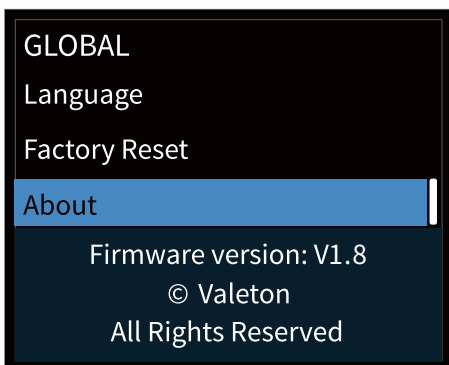 GLOBAL
Language
Factory Reset
About
Firmware version: V1.8
© Valeton
All Rights Reserved